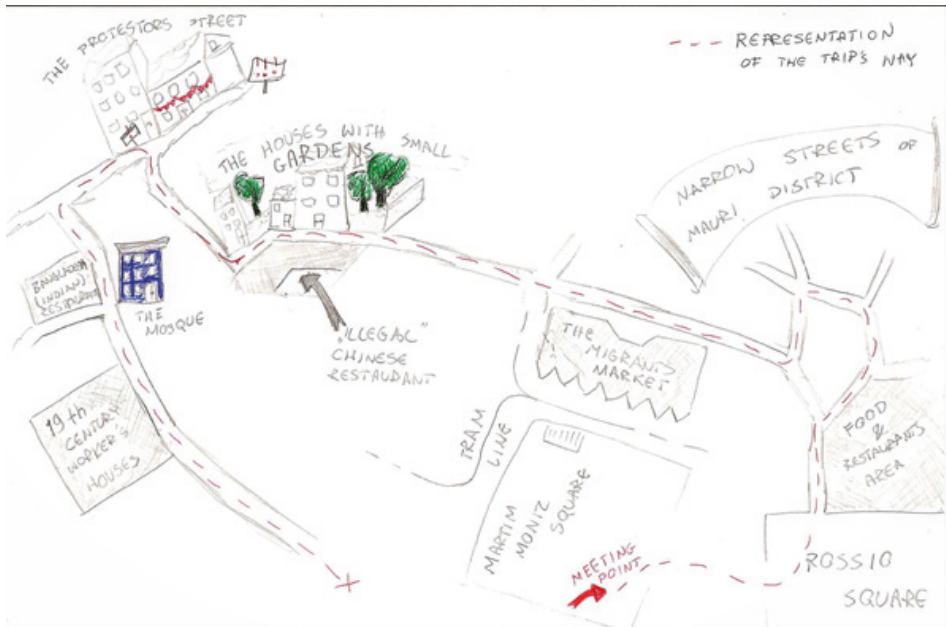 THE PROTESTORS STREET
--- REPRESENTATION
OF THE TRIP'S WAY
THE HOUSES WITH SMALL
GARDENS
NARROW STREETS OF
MAURI. DISTRICT
(INDIAN)
RESTAURANT
THE
MOSQUE
"ILLEGAL"
CHINESE
RESTAUDANT
THE
MIGRANTS
MARKET
19th
CENTURY
WORKER'S
HOUSES
TRAM
LINE
FOOD
&
RESTAURANTS
AREA
MARTIM
MONIZ
SQUARE
MEETING
POINT
ROSSIO
SQUARE